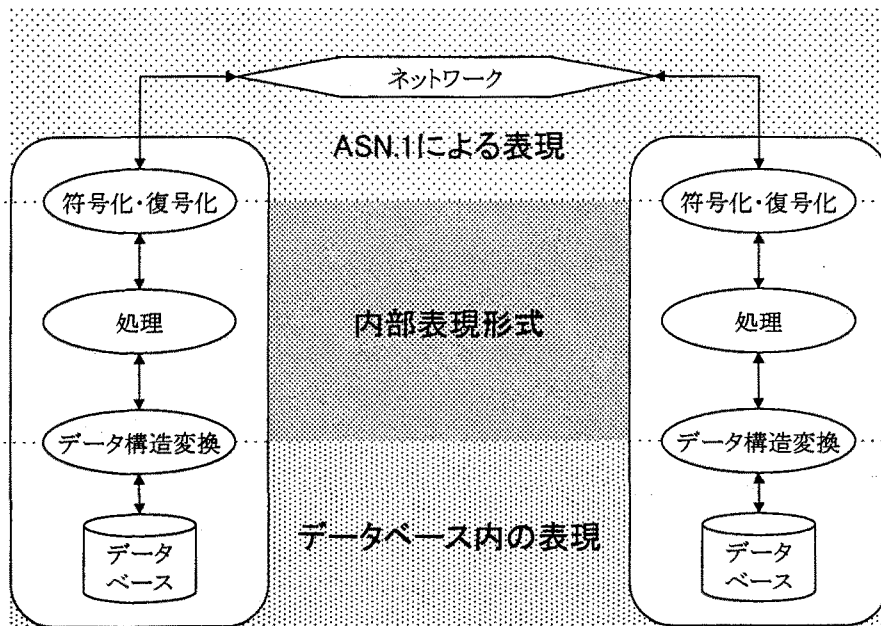 ネットワーク
ASN.1による表現
符号化・復号化
符号化・復号化
処理
内部表現形式
処理
データ構造変換
データ構造変換
データベース内の表現
データ
ベース
データ
ベース